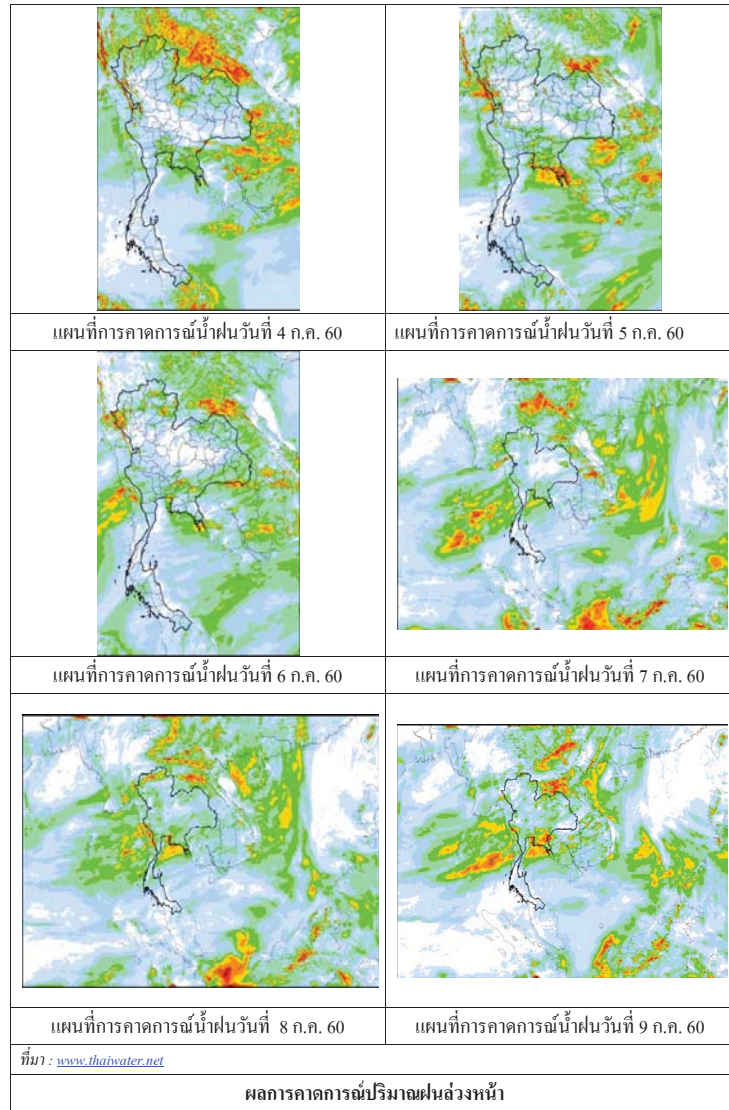 แผนที่การคาดการณ์น้ำฝนวันที่ 4 ก.ค. 60
แผนที่การคาดการณ์น้ำฝนวันที่ 5 ก.ค. 60
แผนที่การคาดการณ์น้ำฝนวันที่ 6 ก.ค. 60
แผนที่การคาดการณ์น้ำฝนวันที่ 7 ก.ค. 60
แผนที่การคาดการณ์น้ำฝนวันที่ 8 ก.ค. 60
แผนที่การคาดการณ์น้ำฝนวันที่ 9 ก.ค. 60
ที่มา : www.thaiwater.net
ผลการคาดการณ์ปริมาณฝนล่วงหน้า